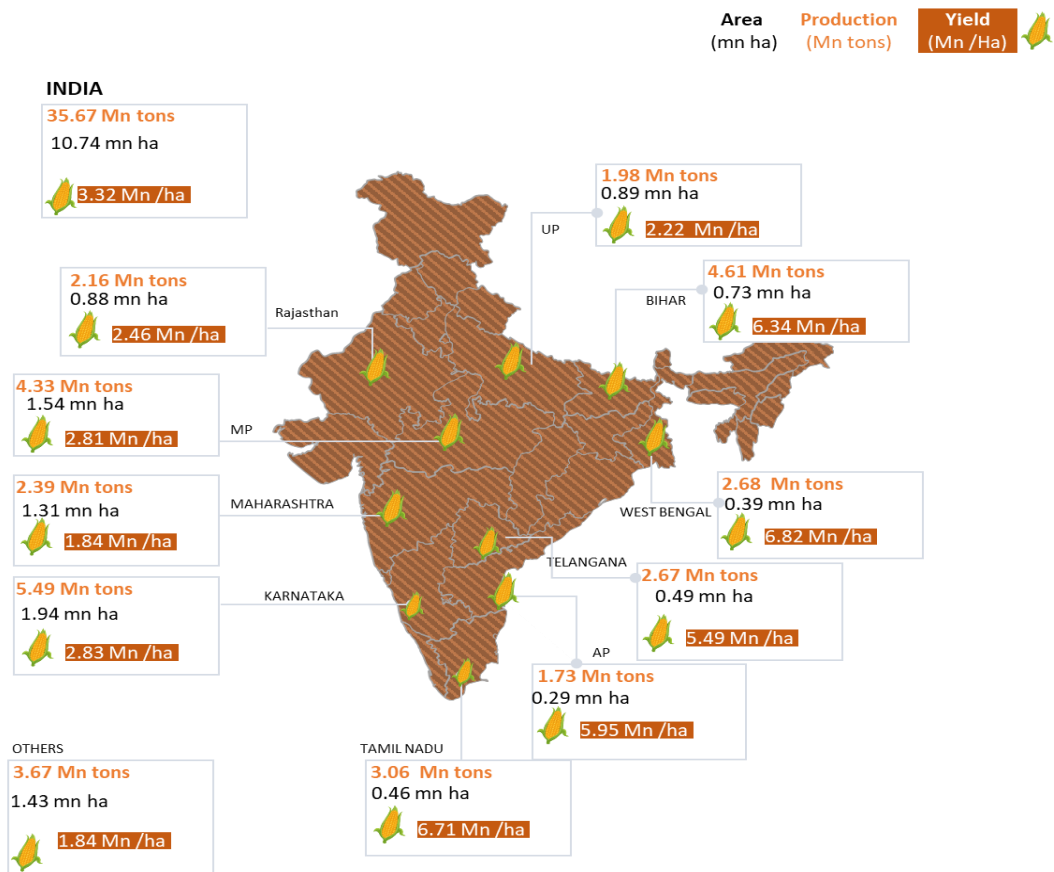 Area
(mn ha)
Production
(Mn tons)
Yield
(Mn /Ha)
INDIA
35.67 Mn tons
10.74 mn ha
3.32 Mn /ha
UP
1.98 Mn tons
0.89 mn ha
2.22 Mn /ha
BIHAR
4.61 Mn tons
0.73 mn ha
6.34 Mn /ha
Rajasthan
2.16 Mn tons
0.88 mn ha
2.46 Mn /ha
MP
4.33 Mn tons
1.54 mn ha
2.81 Mn /ha
MAHARASHTRA
2.39 Mn tons
1.31 mn ha
1.84 Mn /ha
WEST BENGAL
2.68 Mn tons
0.39 mn ha
6.82 Mn /ha
TELANGANA
2.67 Mn tons
0.49 mn ha
5.49 Mn /ha
KARNATAKA
5.49 Mn tons
1.94 mn ha
2.83 Mn /ha
AP
1.73 Mn tons
0.29 mn ha
5.95 Mn /ha
OTHERS
3.67 Mn tons
1.43 mn ha
1.84 Mn /ha
TAMIL NADU
3.06 Mn tons
0.46 mn ha
6.71 Mn /ha